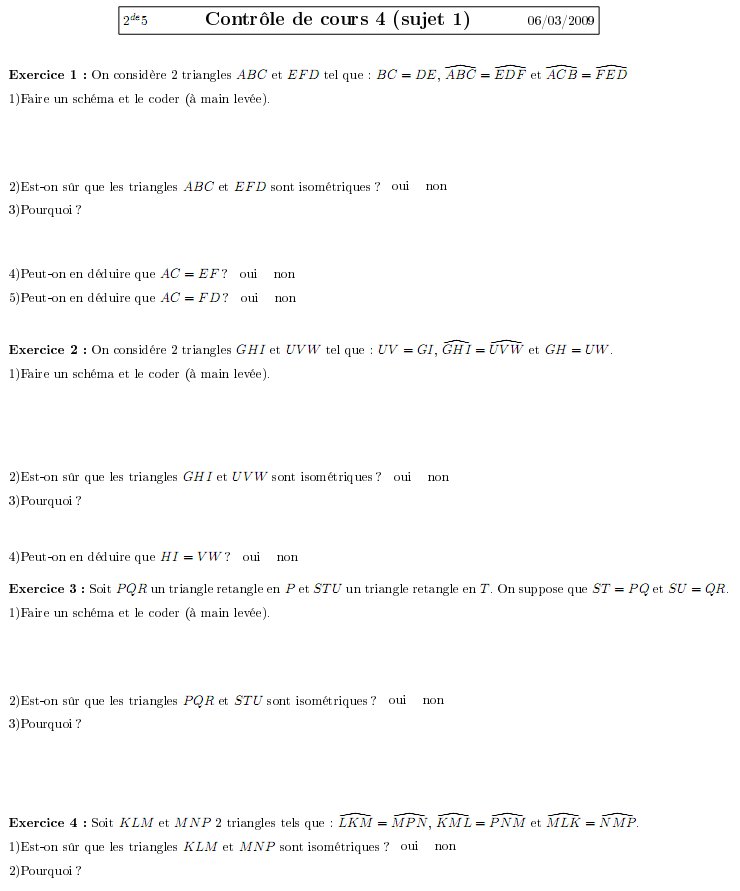 2de5 Contrôle de cours 4 (sujet 1) 06/03/2009
Exercice 1 : On considère 2 triangles ABC et EFD tel que : BC = DE, \widehat{ABC} = \widehat{EDF} et \widehat{ACB} = \widehat{FED}
1)Faire un schéma et le coder (à main levée).
2)Est-on sûr que les triangles ABC et EFD sont isométriques ? oui non
3)Pourquoi ?
4)Peut-on en déduire que AC = EF ? oui non
5)Peut-on en déduire que AC = FD ? oui non
Exercice 2 : On considére 2 triangles GHI et UVW tel que : UV = GI, \widehat{GHI} = \widehat{UVW} et GH = UW.
1)Faire un schéma et le coder (à main levée).
2)Est-on sûr que les triangles GHI et UVW sont isométriques ? oui non
3)Pourquoi ?
4)Peut-on en déduire que HI = VW ? oui non
Exercice 3 : Soit PQR un triangle retangle en P et STU un triangle retangle en T. On suppose que ST = PQ et SU = QR.
1)Faire un schéma et le coder (à main levée).
2)Est-on sûr que les triangles PQR et STU sont isométriques ? oui non
3)Pourquoi ?
Exercice 4 : Soit KLM et MNP 2 triangles tels que : \widehat{LKM} = \widehat{MPN}, \widehat{KML} = \widehat{PNM} et \widehat{MLK} = \widehat{NMP}.
1)Est-on sûr que les triangles KLM et MNP sont isométriques ? oui non
2)Pourquoi ?